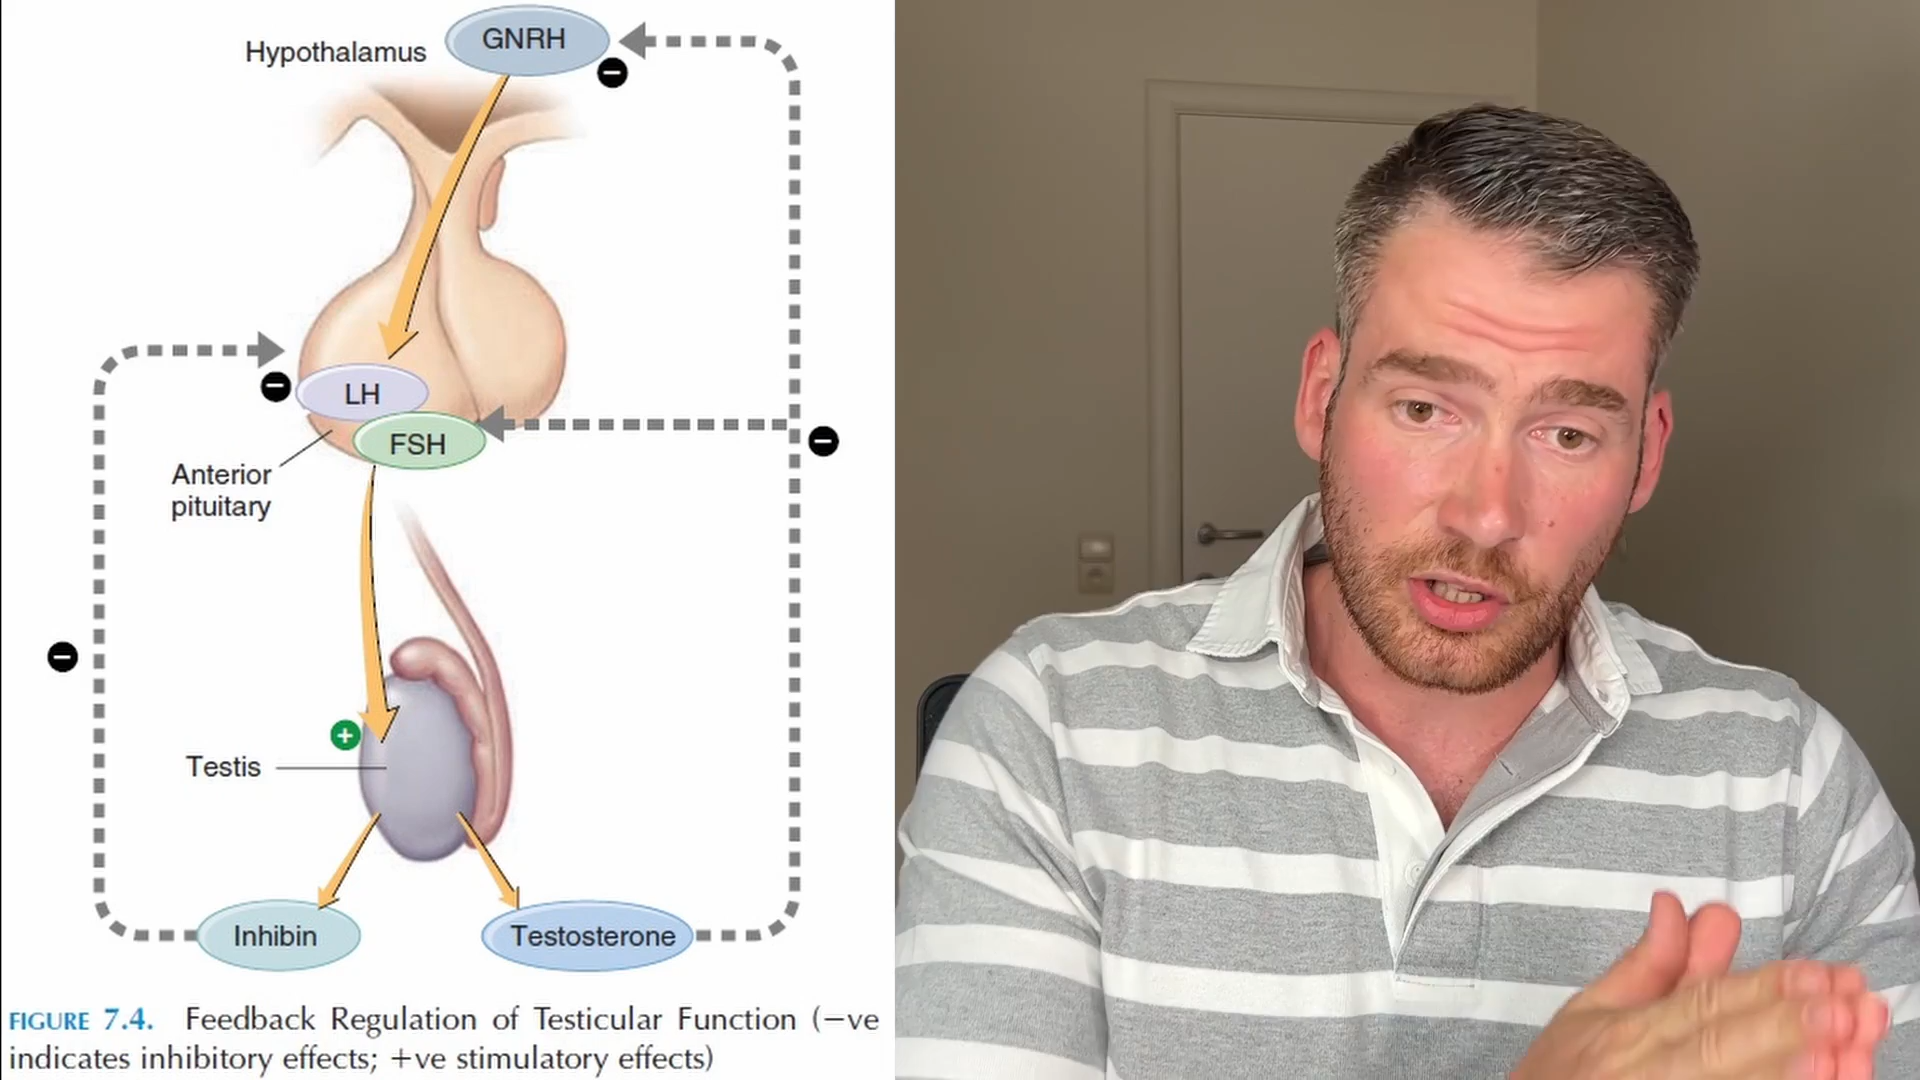 GNRH
Hypothalamus
LH
FSH
Anterior
pituitary
Testis
Inhibin
Testosterone
FIGURE 7.4. Feedback Regulation of Testicular Function (−ve
indicates inhibitory effects; +ve stimulatory effects)